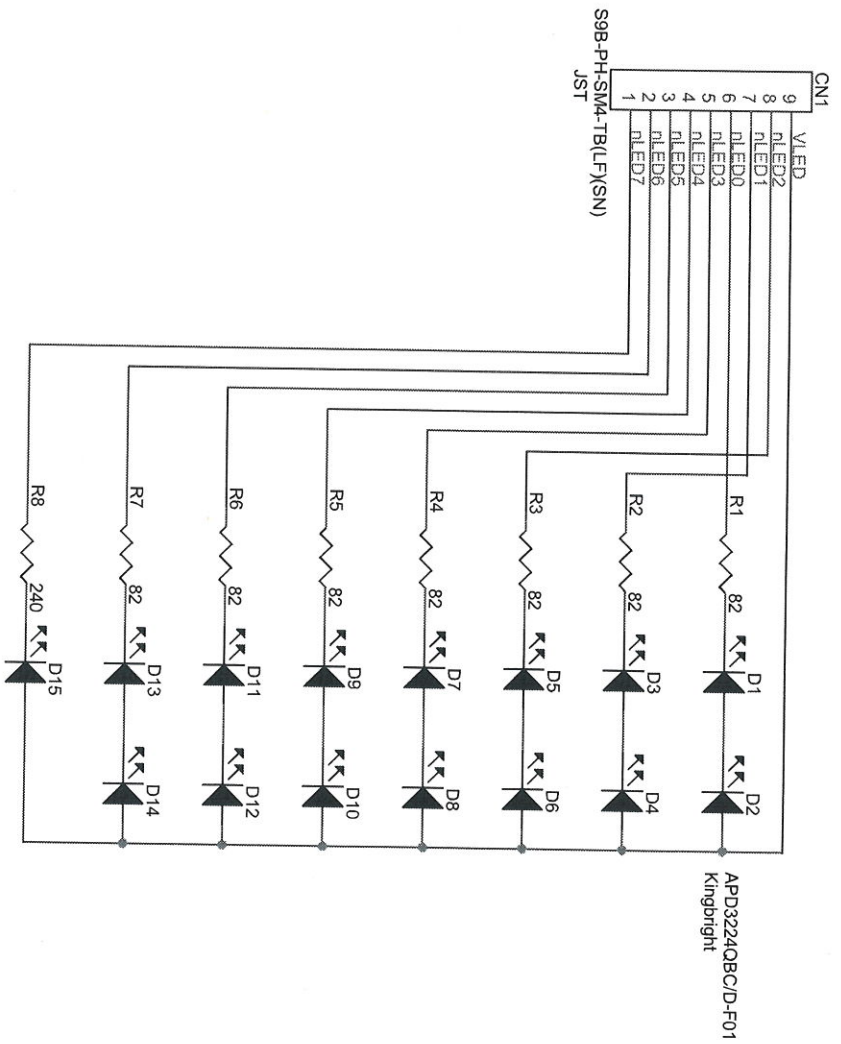 CN1
9
8
7
6
5
4
3
2
1
VLED
nLED2
nLED1
nLED0
nLED3
nLED4
nLED5
nLED6
nLED7
S9B-PH-SM4-TB(LF)(SN)
JST
R1
82
D1
D2
R2
82
D3
D4
R3
82
D5
D6
R4
82
D7
D8
R5
82
D9
D10
R6
82
D11
D12
R7
82
D13
D14
R8
240
D15
APD3224QBC/D-F01
Kingbright